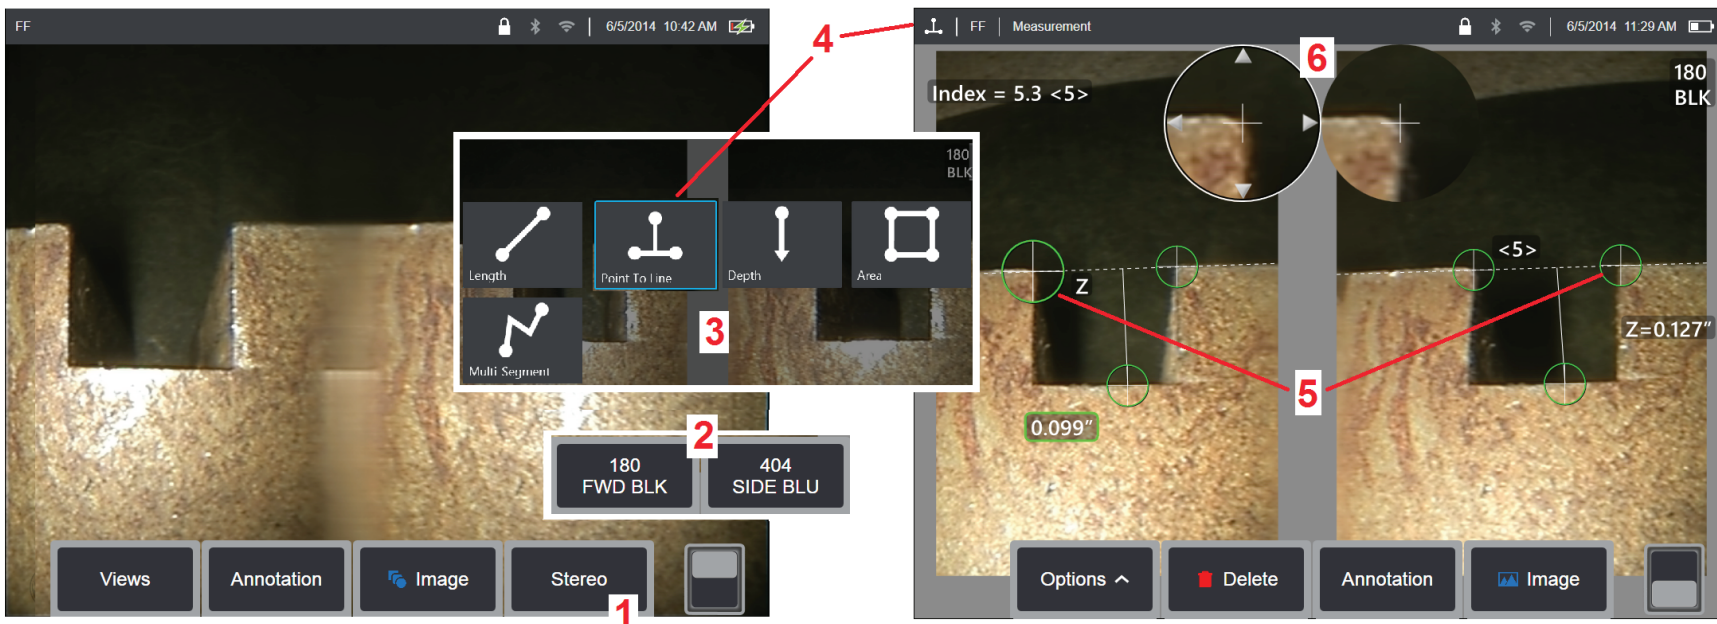 FF
6/5/2014 10:42 AM
4
FF
Measurement
6/5/2014 11:29 AM
6
Index = 5.3 <5>
180
BLK
180
BLK
Length
Point To Line
Depth
Area
3
Multi Segment
<5>
Z
Z=0.127"
5
0.099"
2
180
FWD BLK
404
SIDE BLU
Views
Annotation
Image
Stereo
1
Options
Delete
Annotation
Image